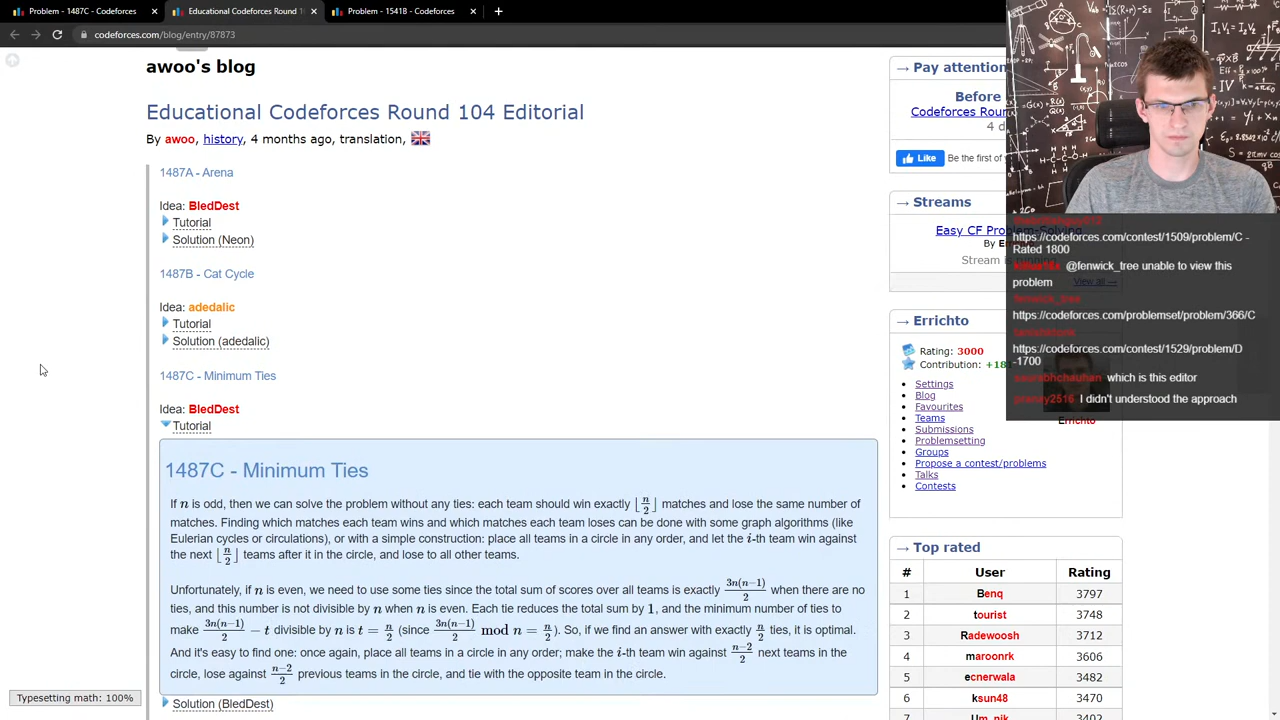 Problem - 1487C - Codeforces
Educational Codeforces Round 10
Problem - 1541B - Codeforces
codeforces.com/blog/entry/87873
awoo's blog
Educational Codeforces Round 104 Editorial
By awoo, history, 4 months ago, translation,
1487A - Arena
Idea: BledDest
Tutorial
Solution (Neon)
1487B - Cat Cycle
Idea: adedalic
Tutorial
Solution (adedalic)
1487C - Minimum Ties
Idea: BledDest
Tutorial
1487C - Minimum Ties
If n is odd, then we can solve the problem without any ties: each team should win exactly ⌊n/2⌋ matches and lose the same number of
matches. Finding which matches each team wins and which matches each team loses can be done with some graph algorithms (like
Eulerian cycles or circulations), or with a simple construction: place all teams in a circle in any order, and let the i-th team win against
the next ⌊n/2⌋ teams after it in the circle, and lose to all other teams.
Unfortunately, if n is even, we need to use some ties since the total sum of scores over all teams is exactly 3n(n−1)/2 when there are no
ties, and this number is not divisible by n when n is even. Each tie reduces the total sum by 1, and the minimum number of ties to
make 3n(n−1)/2 − t divisible by n is t = n/2 (since 3n(n−1)/2 mod n = n/2). So, if we find an answer with exactly n/2 ties, it is optimal.
And it's easy to find one: once again, place all teams in a circle in any order; make the i-th team win against n−2/2 next teams in the
circle, lose against n−2/2 previous teams in the circle, and tie with the opposite team in the circle.
Solution (BledDest)
Typesetting math: 100%
→ Pay attention
Before
Codeforces Roun
4 d
Like
Be the first of y
→ Streams
Easy CF Problem-Solving
By Er
Stream is
View all →
→ Errichto
Rating: 3000
Contribution: +18
Settings
Blog
Favourites
Teams
Submissions
Problemsetting
Groups
Propose a contest/problems
Talks
Contests
Errichto
→ Top rated
# User Rating
1 Benq 3797
2 tourist 3748
3 Radewoosh 3712
4 maroonrk 3606
5 ecnerwala 3482
6 ksun48 3470
7 Um_nik 3402
https://codeforces.com/contest/1509/problem/C -
Rated 1800
@fenwick_tree unable to view this
problem
fenwick_tree
https://codeforces.com/problemset/problem/366/C
https://codeforces.com/contest/1529/problem/D
-1700
saurabhchauhan which is this editor
pranay2516 I didn't understood the approach